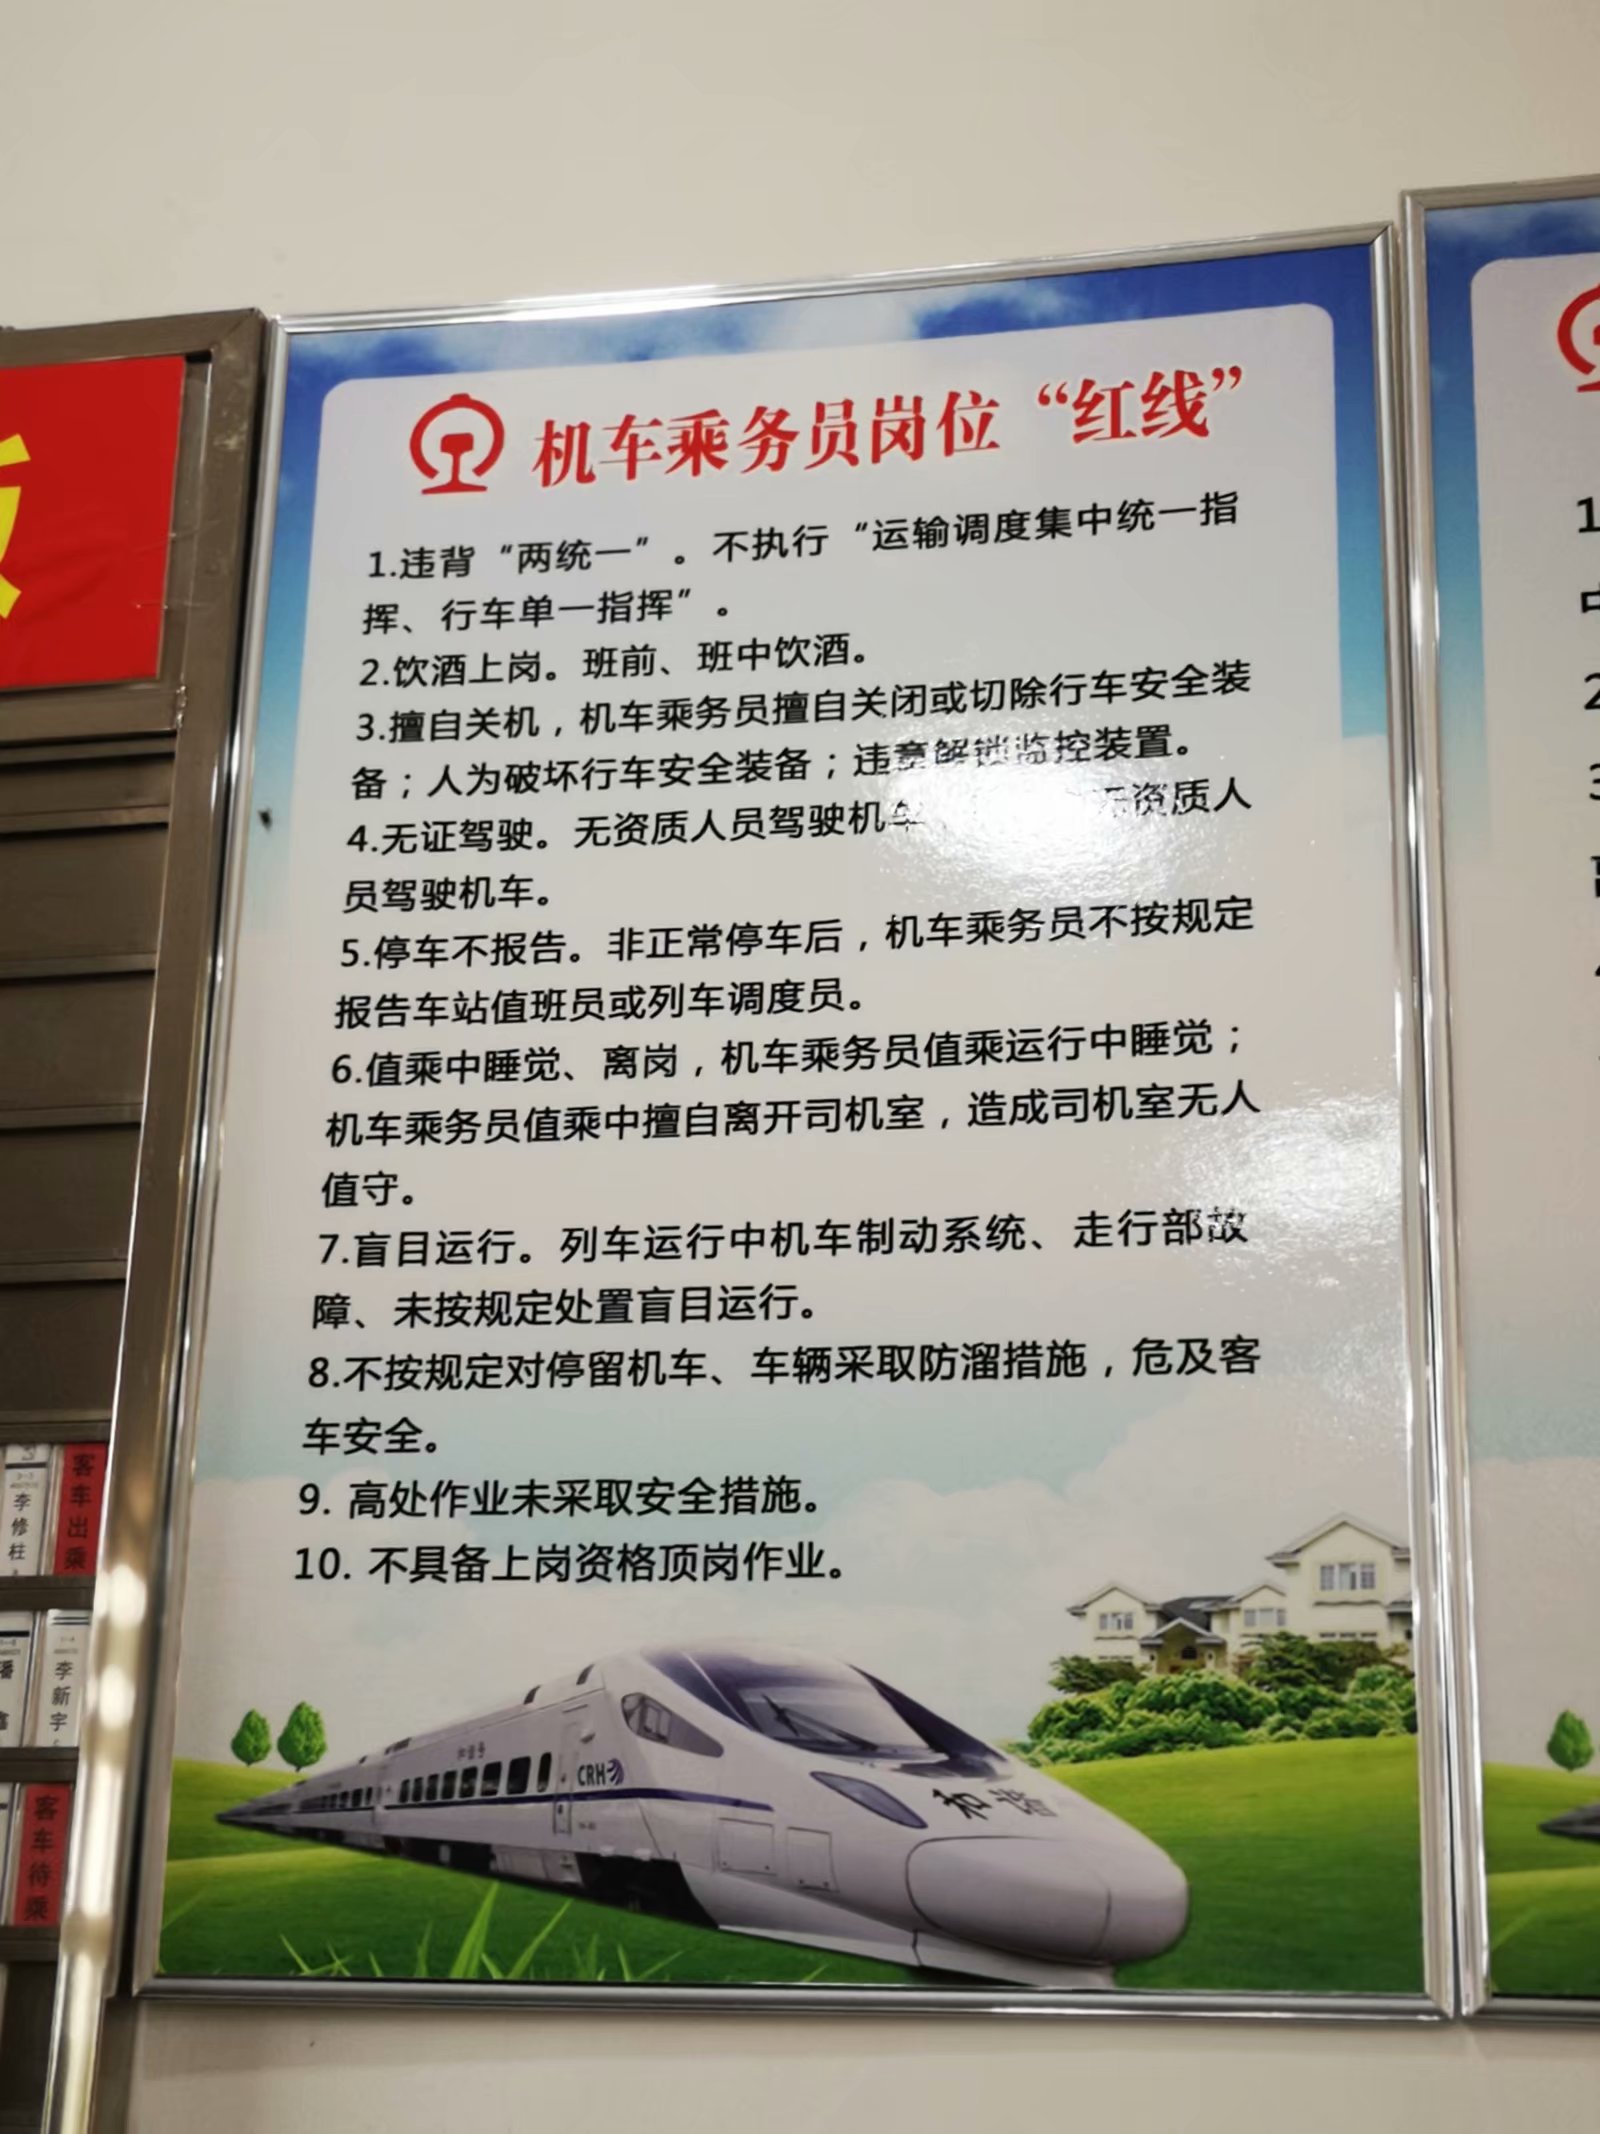 机车乘务员岗位“红线”
1.违背“两统一”。不执行“运输调度集中统一指
挥、行车单一指挥”。
2.饮酒上岗。班前、班中饮酒。
3.擅自关机，机车乘务员擅自关闭或切除行车安全装
备；人为破坏行车安全装备；违章解锁监控装置。
4.无证驾驶。无资质人员驾驶机车 无资质人
员驾驶机车。
5.停车不报告。非正常停车后，机车乘务员不按规定
报告车站值班员或列车调度员。
6.值乘中睡觉、离岗，机车乘务员值乘运行中睡觉；
机车乘务员值乘中擅自离开司机室，造成司机室无人
值守。
7.盲目运行。列车运行中机车制动系统、走行部故
障、未按规定处置盲目运行。
8.不按规定对停留机车、车辆采取防溜措施，危及客
车安全。
9. 高处作业未采取安全措施。
10. 不具备上岗资格顶岗作业。
和谐号
CRH
和谐
客车出乘
李修柱
李新宇
客车待乘
1
中
2
3